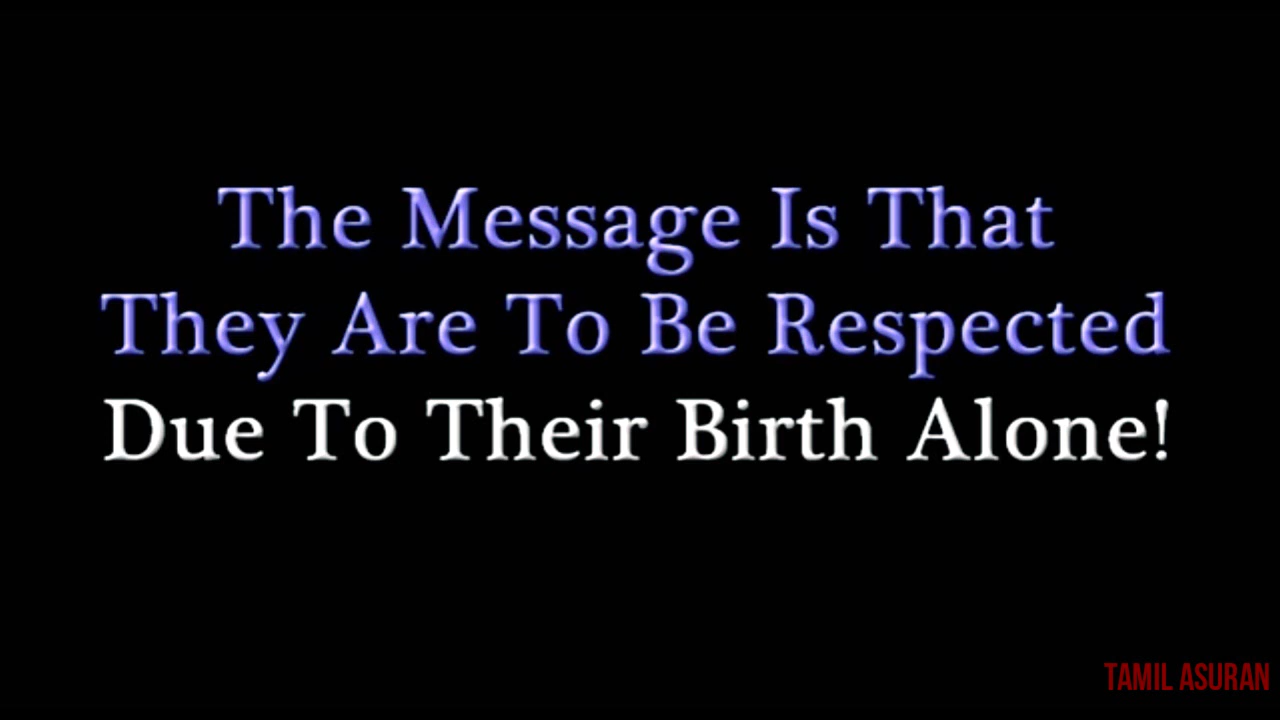 The Message Is That
They Are To Be Respected
Due To Their Birth Alone!
TAMIL ASURAN